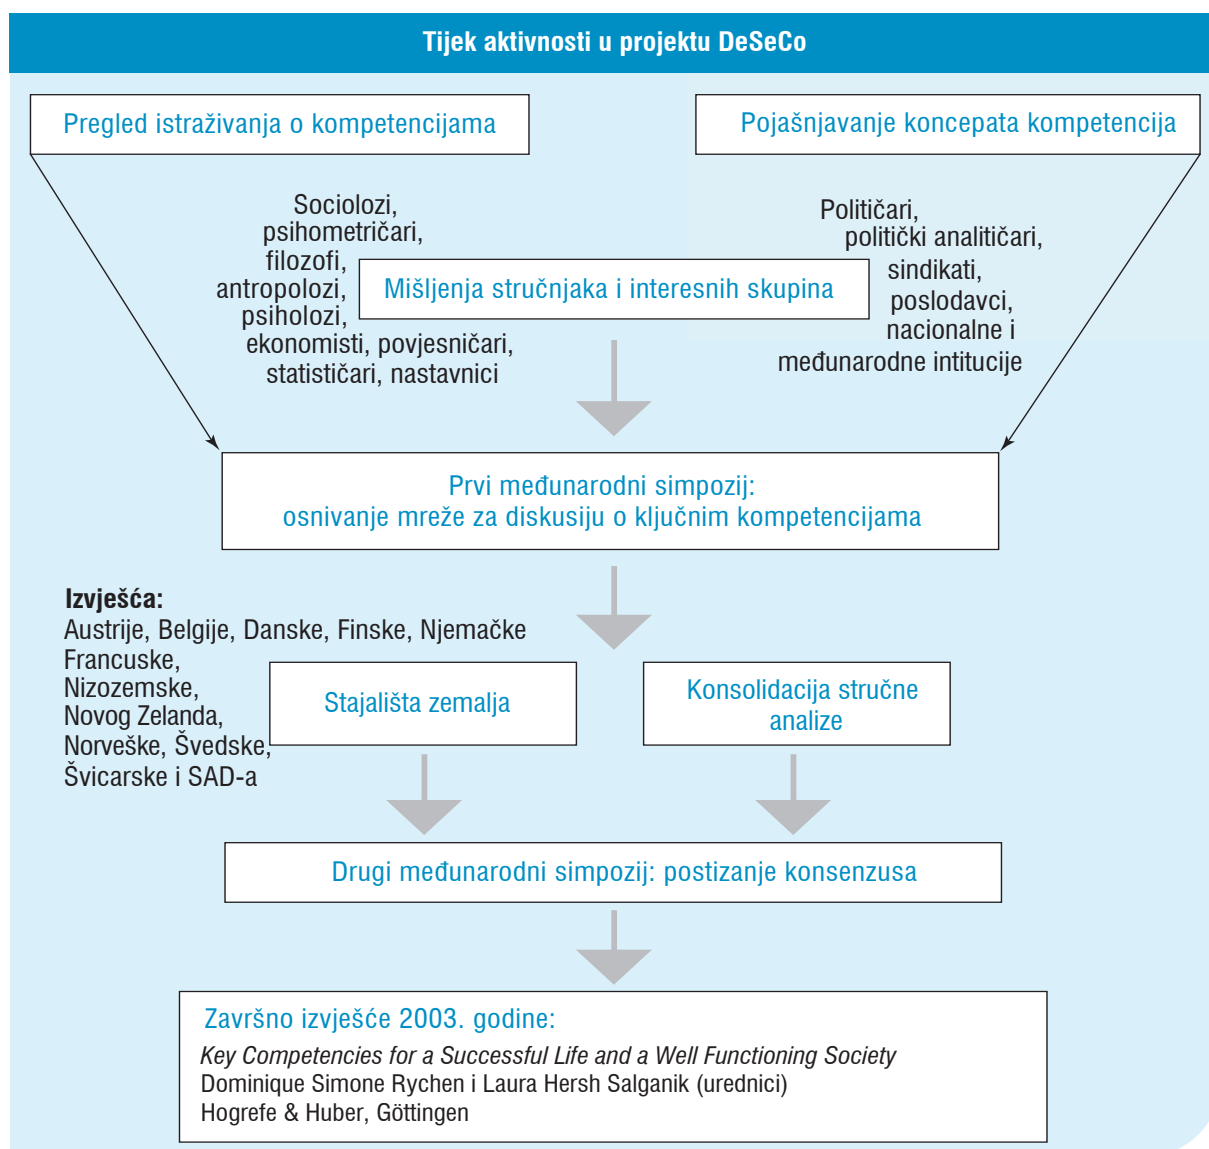 Tijek aktivnosti u projektu DeSeCo
Pregled istraživanja o kompetencijama
Pojašnjavanje koncepata kompetencija
Sociolozi,
psihometričari,
filozofi,
antropolozi,
psiholozi,
ekonomisti, povjesničari,
statističari, nastavnici
Mišljenja stručnjaka i interesnih skupina
Političari,
politički analitičari,
sindikati,
poslodavci,
nacionalne i
međunarodne intitucije
Prvi međunarodni simpozij:
osnivanje mreže za diskusiju o ključnim kompetencijama
Izvješća:
Austrije, Belgije, Danske, Finske, Njemačke
Francuske,
Nizozemske,
Novog Zelanda,
Norveške, Švedske,
Švicarske i SAD-a
Stajališta zemalja
Konsolidacija stručne
analize
Drugi međunarodni simpozij: postizanje konsenzusa
Završno izvješće 2003. godine:
Key Competencies for a Successful Life and a Well Functioning Society
Dominique Simone Rychen i Laura Hersh Salganik (urednici)
Hogrefe & Huber, Göttingen